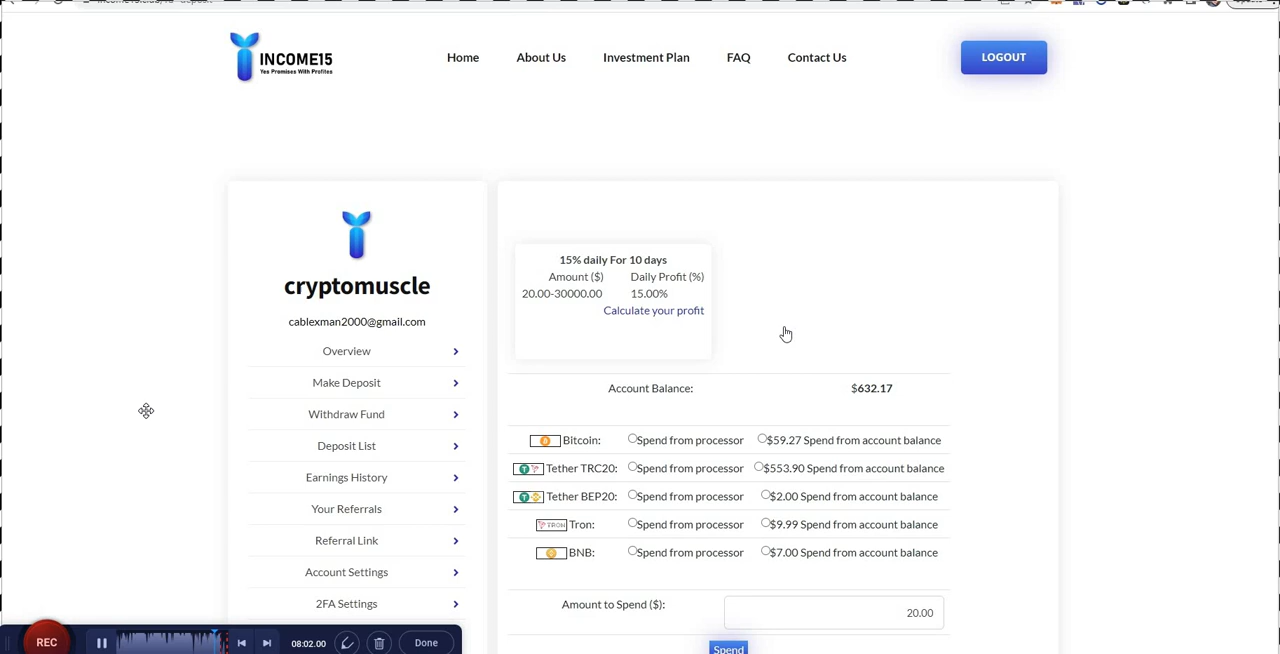 INCOME15
Yes Promises With Profites
Home About Us Investment Plan FAQ Contact Us LOGOUT
cryptomuscle
cablexman2000@gmail.com
Overview
Make Deposit
Withdraw Fund
Deposit List
Earnings History
Your Referrals
Referral Link
Account Settings
2FA Settings
15% daily For 10 days
Amount ($) Daily Profit (%)
20.00-30000.00 15.00%
Calculate your profit
Account Balance: $632.17
Bitcoin: Spend from processor $59.27 Spend from account balance
Tether TRC20: Spend from processor $553.90 Spend from account balance
Tether BEP20: Spend from processor $2.00 Spend from account balance
TRON Tron: Spend from processor $9.99 Spend from account balance
BNB: Spend from processor $7.00 Spend from account balance
Amount to Spend ($): 20.00
Spend
REC 08:02.00 Done